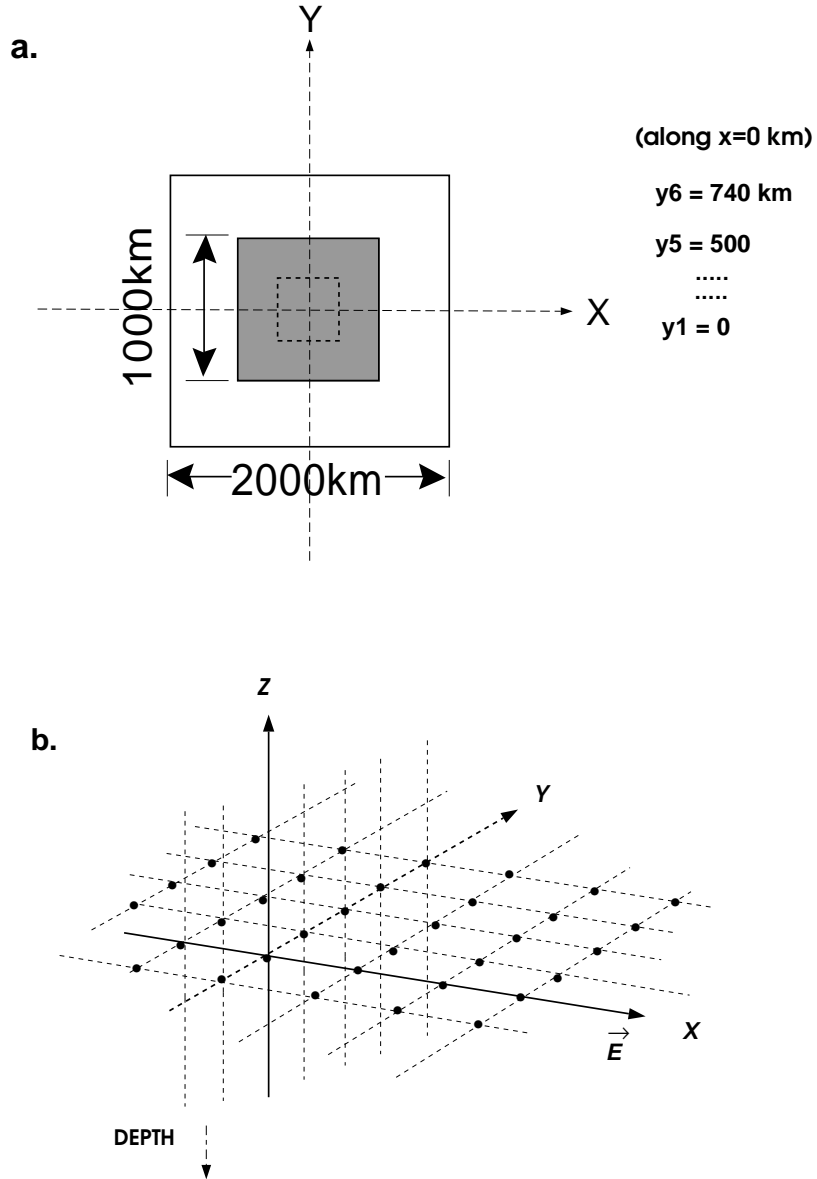 a.
Y
(along x=0 km)
y6 = 740 km
y5 = 500
.....
.....
y1 = 0
X
1000km
2000km
b.
Z
Y
X
E
DEPTH